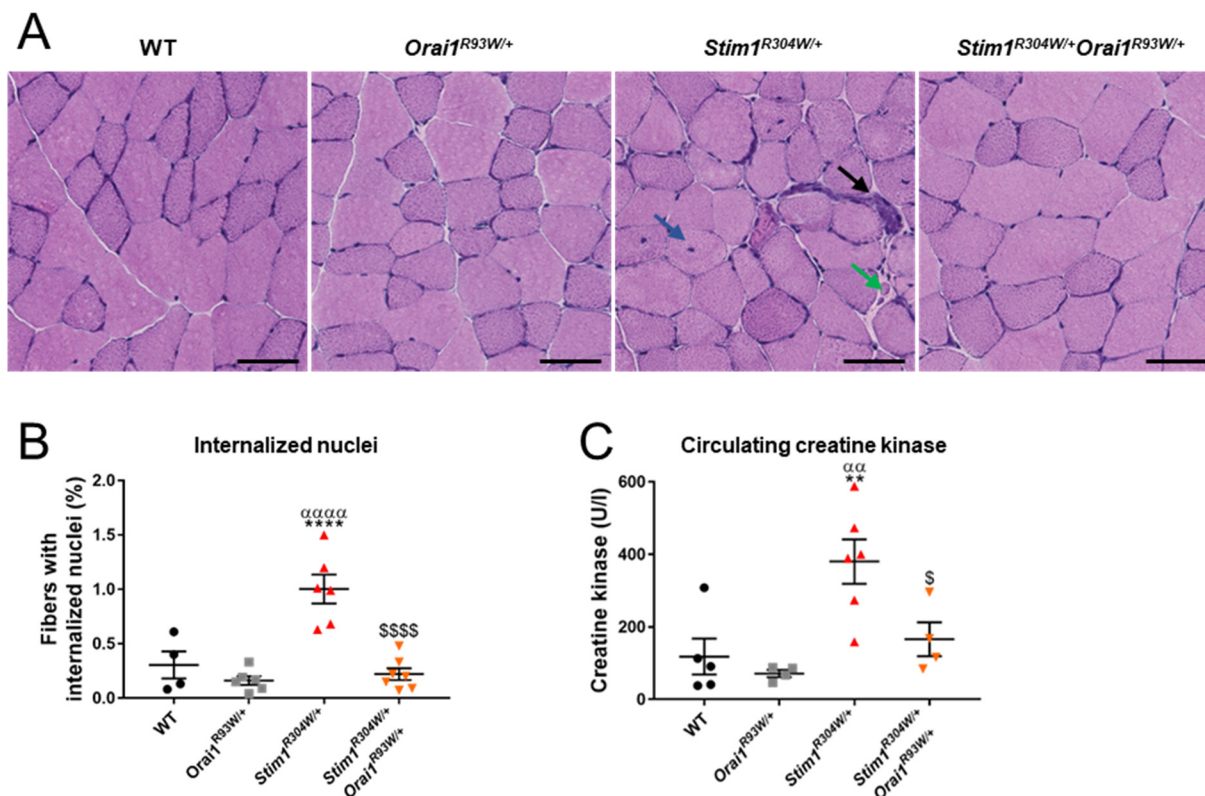 A
WT
Orai1R93W/+
Stim1R304W/+
Stim1R304W/+Orai1R93W/+
B
Internalized nuclei
Fibers with
internalized nuclei (%)
2.0
1.5
1.0
0.5
0.0
αααα
****
$$$$
WT
Orai1R93W/+
Stim1R304W/+
Stim1R304W/+
Orai1R93W/+
C
Circulating creatine kinase
Creatine kinase (U/l)
600
400
200
0
αα
**
$
WT
Orai1R93W/+
Stim1R304W/+
Stim1R304W/+
Orai1R93W/+